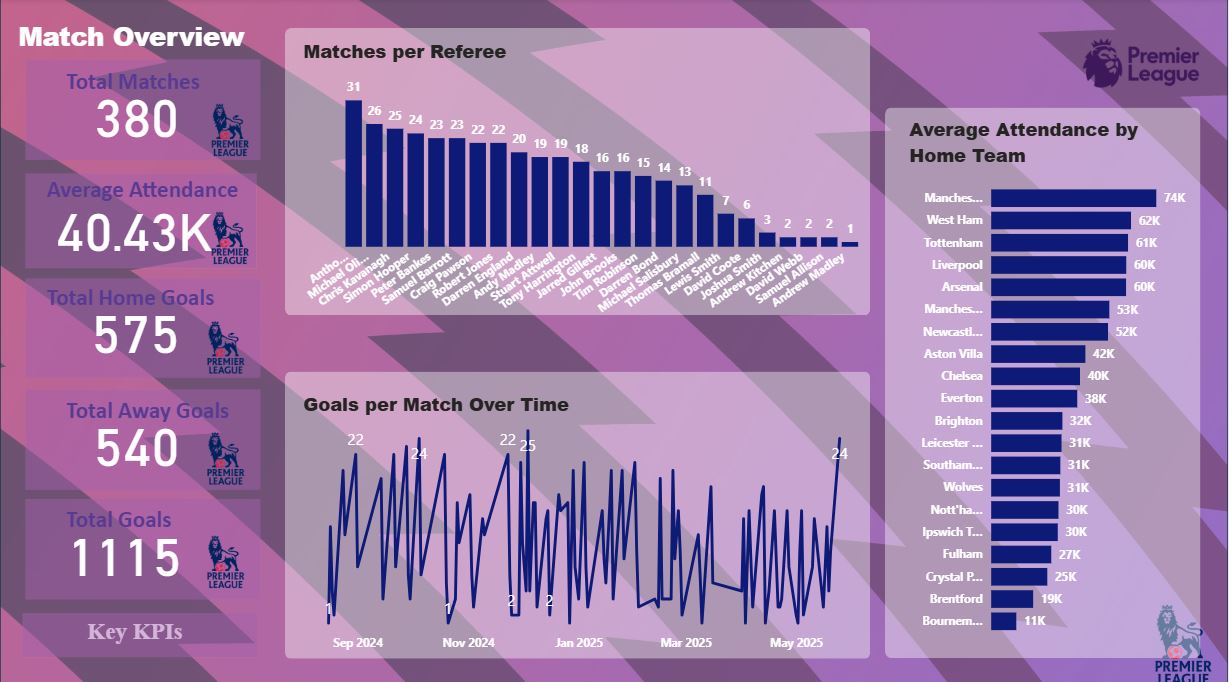 Match Overview
Total Matches
380
PREMIER
LEAGUE
Average Attendance
40.43K
PREMIER
LEAGUE
Total Home Goals
575
PREMIER
LEAGUE
Total Away Goals
540
PREMIER
LEAGUE
Total Goals
1115
PREMIER
LEAGUE
Key KPIs
Matches per Referee
31
26
25
24
23
23
22
22
20
19
19
18
16
16
15
14
13
11
7
6
3
2
2
2
1
Antho...
Michael Oli...
Chris Kavanagh
Simon Hooper
Peter Bankes
Samuel Barrott
Craig Pawson
Robert Jones
Darren England
Andy Madley
Stuart Attwell
Tony Harrington
Jarred Gillett
John Brooks
Tim Robinson
Darren Bond
Michael Salisbury
Thomas Bramall
Lewis Smith
David Coote
Joshua Smith
Andrew Kitchen
David Webb
Samuel Allison
Andrew Madley
Goals per Match Over Time
22
24
22
25
24
1
1
2
2
Sep 2024
Nov 2024
Jan 2025
Mar 2025
May 2025
Premier
League
Average Attendance by
Home Team
Manches... 74K
West Ham 62K
Tottenham 61K
Liverpool 60K
Arsenal 60K
Manches... 53K
Newcastl... 52K
Aston Villa 42K
Chelsea 40K
Everton 38K
Brighton 32K
Leicester ... 31K
Southam... 31K
Wolves 31K
Nott'ha... 30K
Ipswich T... 30K
Fulham 27K
Crystal P... 25K
Brentford 19K
Bournem... 11K
PREMIER
LEAGUE